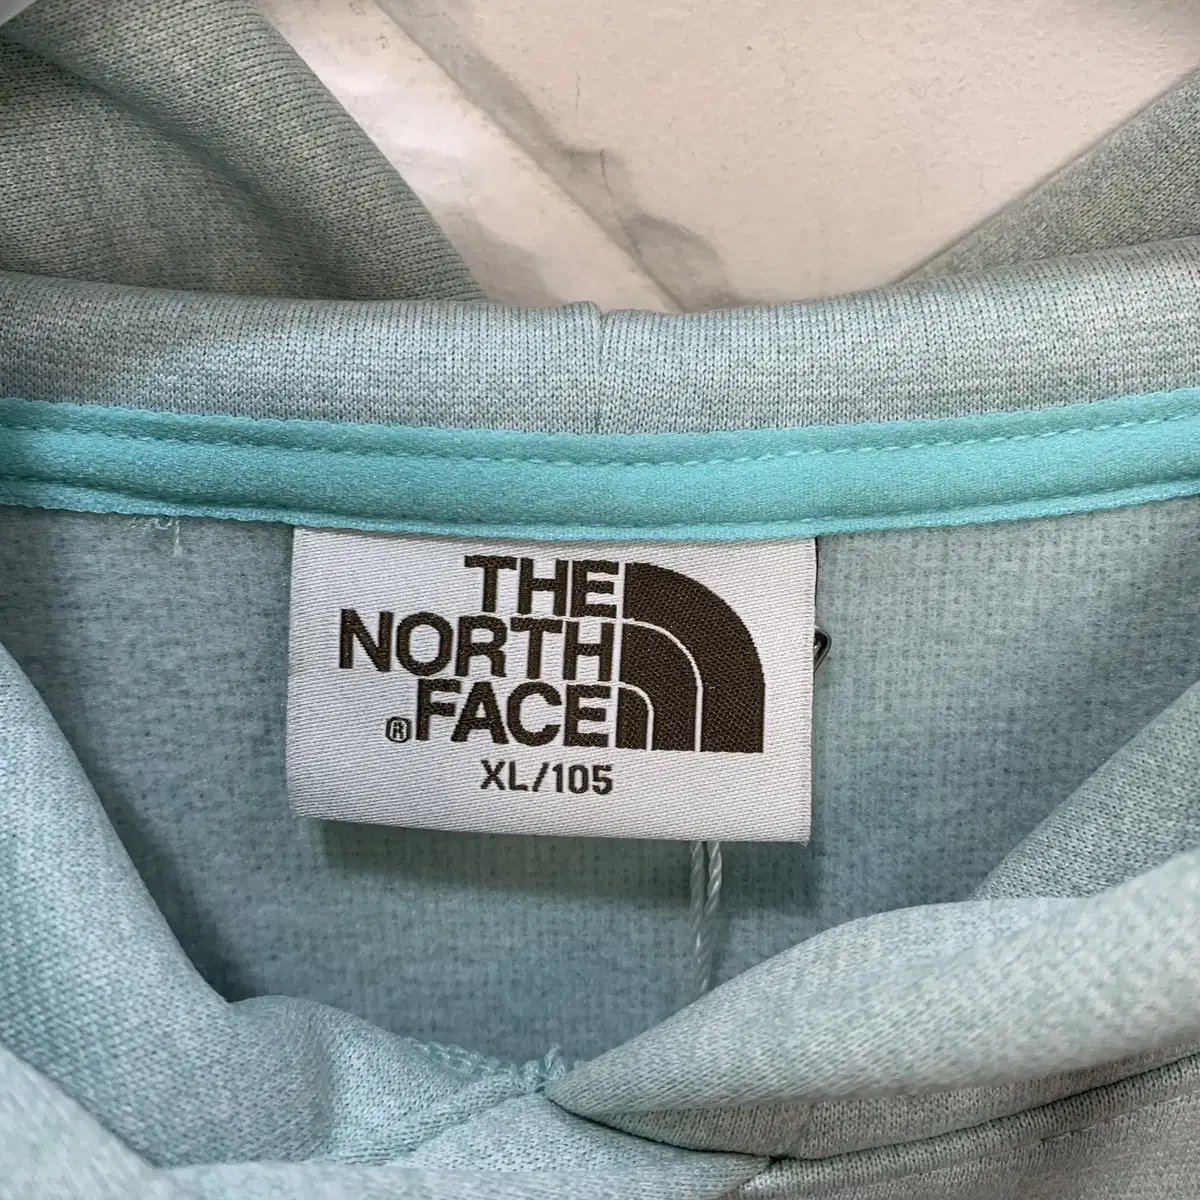 THE
NORTH
®FACE
XL/105